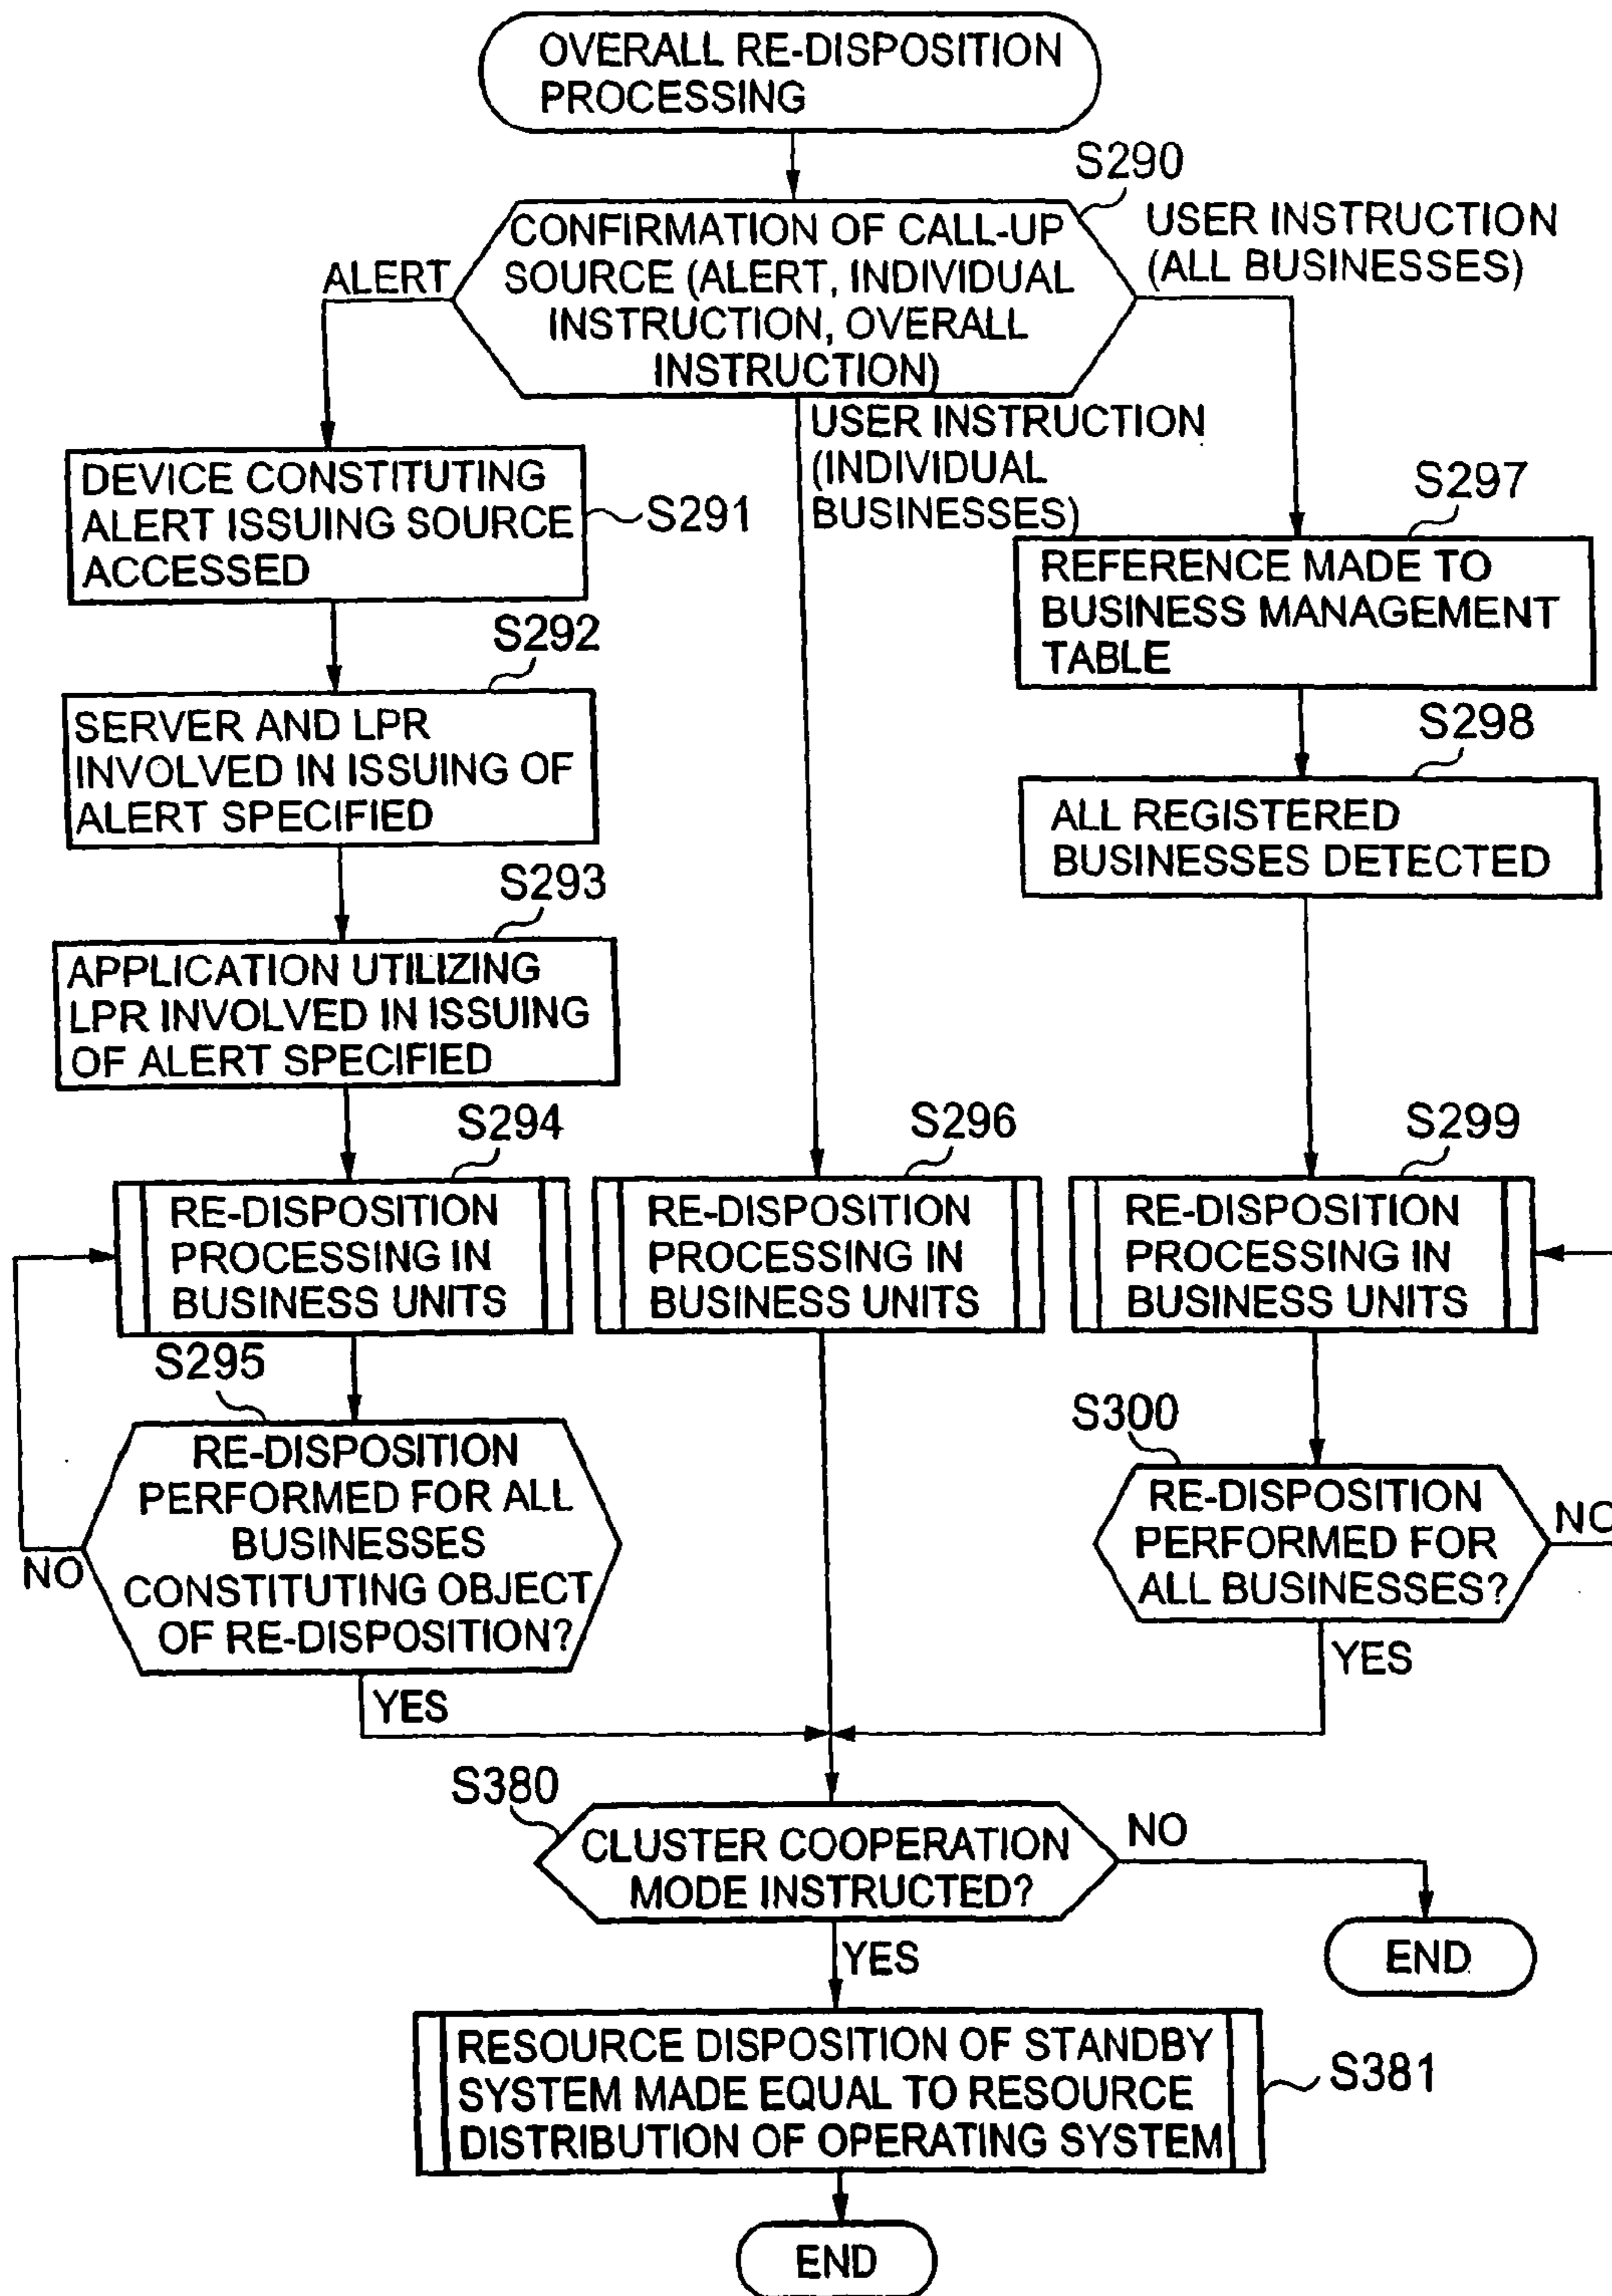 OVERALL RE-DISPOSITION
PROCESSING
S290
CONFIRMATION OF CALL-UP
SOURCE (ALERT, INDIVIDUAL
INSTRUCTION, OVERALL
INSTRUCTION)
ALERT
USER INSTRUCTION
(ALL BUSINESSES)
USER INSTRUCTION
(INDIVIDUAL
BUSINESSES)
DEVICE CONSTITUTING
ALERT ISSUING SOURCE
ACCESSED
S291
S292
SERVER AND LPR
INVOLVED IN ISSUING OF
ALERT SPECIFIED
S293
APPLICATION UTILIZING
LPR INVOLVED IN ISSUING
OF ALERT SPECIFIED
S297
REFERENCE MADE TO
BUSINESS MANAGEMENT
TABLE
S298
ALL REGISTERED
BUSINESSES DETECTED
S294
RE-DISPOSITION
PROCESSING IN
BUSINESS UNITS
S296
RE-DISPOSITION
PROCESSING IN
BUSINESS UNITS
S299
RE-DISPOSITION
PROCESSING IN
BUSINESS UNITS
S295
RE-DISPOSITION
PERFORMED FOR ALL
BUSINESSES
CONSTITUTING OBJECT
OF RE-DISPOSITION?
NO
YES
S300
RE-DISPOSITION
PERFORMED FOR
ALL BUSINESSES?
NO
YES
S380
CLUSTER COOPERATION
MODE INSTRUCTED?
NO
END
YES
RESOURCE DISPOSITION OF STANDBY
SYSTEM MADE EQUAL TO RESOURCE
DISTRIBUTION OF OPERATING SYSTEM
S381
END